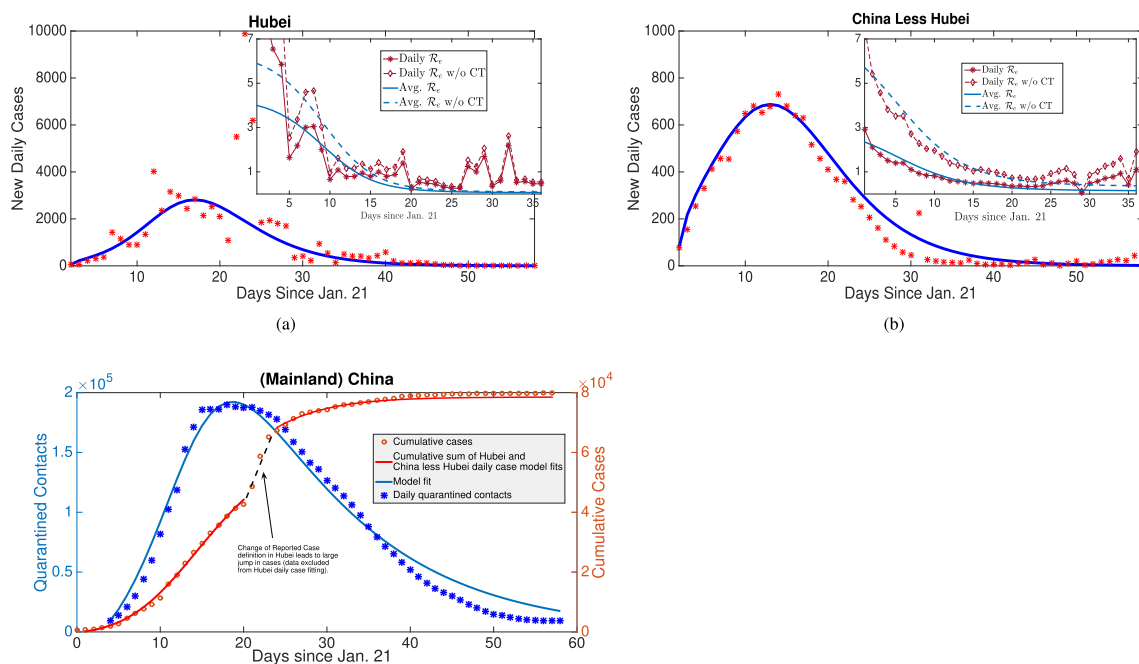 Hubei
10000
8000
6000
4000
2000
0
New Daily Cases
10 20 30 40 50
Days Since Jan. 21
7
5
3
1
5 10 15 20 25 30 35
Days since Jan. 21
Daily Rₑ
Daily Rₑ w/o CT
Avg. Rₑ
Avg. Rₑ w/o CT
(a)
China Less Hubei
1000
800
600
400
200
0
New Daily Cases
10 20 30 40 50
Days Since Jan. 21
7
5
3
1
5 10 15 20 25 30 35
Days since Jan. 21
Daily Rₑ
Daily Rₑ w/o CT
Avg. Rₑ
Avg. Rₑ w/o CT
(b)
(Mainland) China
2 ×10⁵
1.5
1
0.5
0
Quarantined Contacts
8 ×10⁴
6
4
2
0
Cumulative Cases
Cumulative cases
Cumulative sum of Hubei and
China less Hubei daily case model fits
Model fit
Daily quarantined contacts
Change of Reported Case
definition in Hubei leads to large
jump in cases (data excluded
from Hubei daily case fitting).
0 10 20 30 40 50 60
Days since Jan. 21